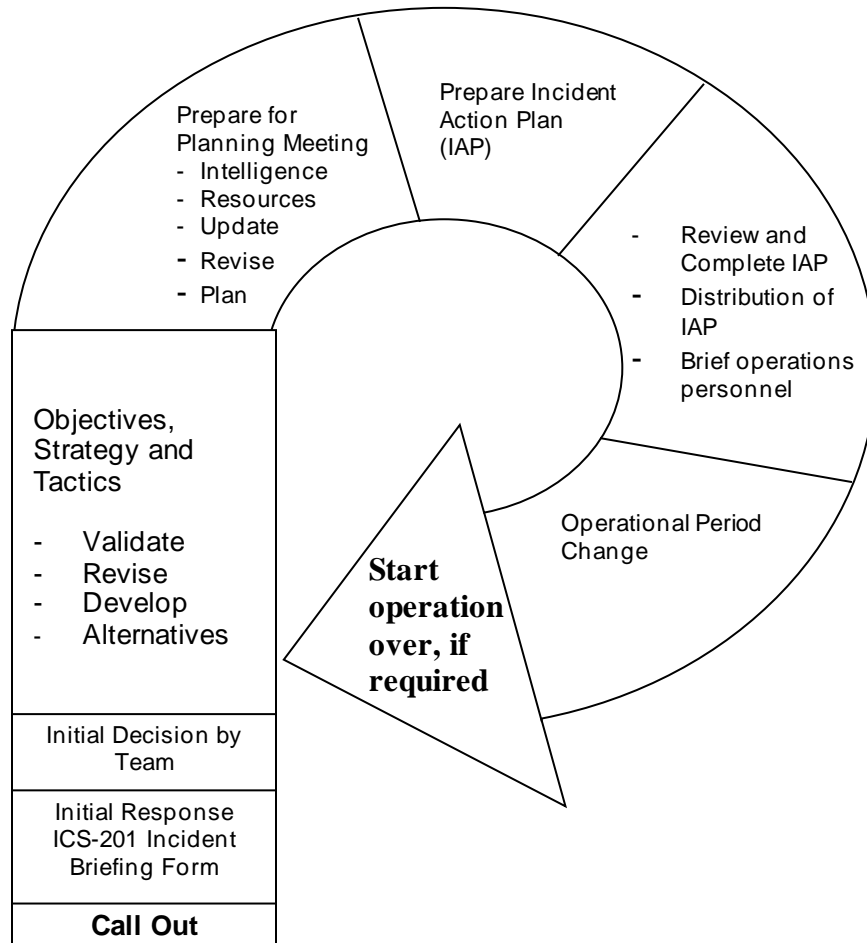 Prepare for
Planning Meeting
- Intelligence
- Resources
- Update
- Revise
- Plan
Prepare Incident
Action Plan
(IAP)
- Review and
Complete IAP
- Distribution of
IAP
- Brief operations
personnel
Operational Period
Change
Start
operation
over, if
required
Objectives,
Strategy and
Tactics
- Validate
- Revise
- Develop
- Alternatives
Initial Decision by
Team
Initial Response
ICS-201 Incident
Briefing Form
Call Out